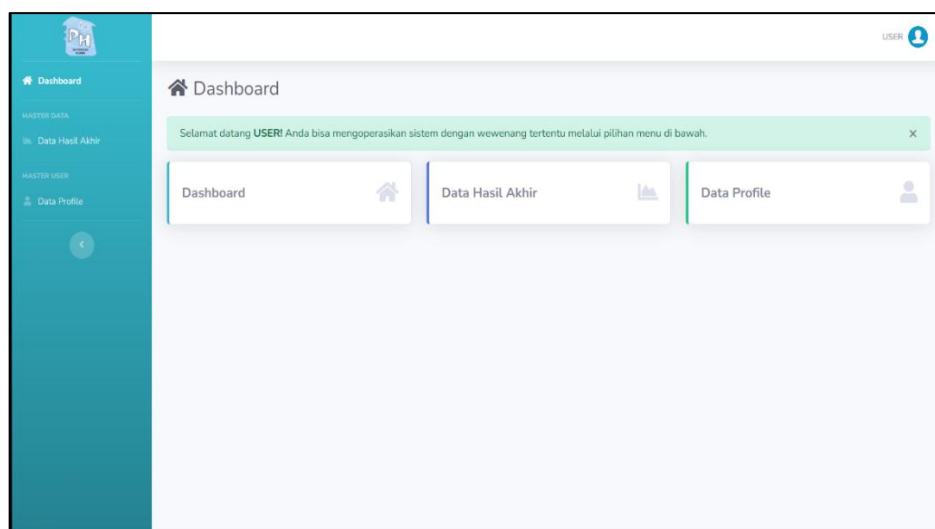 PH
USER
Dashboard
MASTER DATA
Data Hasil Akhir
MASTER USER
Data Profile
Dashboard
Selamat datang USER! Anda bisa mengoperasikan sistem dengan wewenang tertentu melalui pilihan menu di bawah.
Dashboard
Data Hasil Akhir
Data Profile